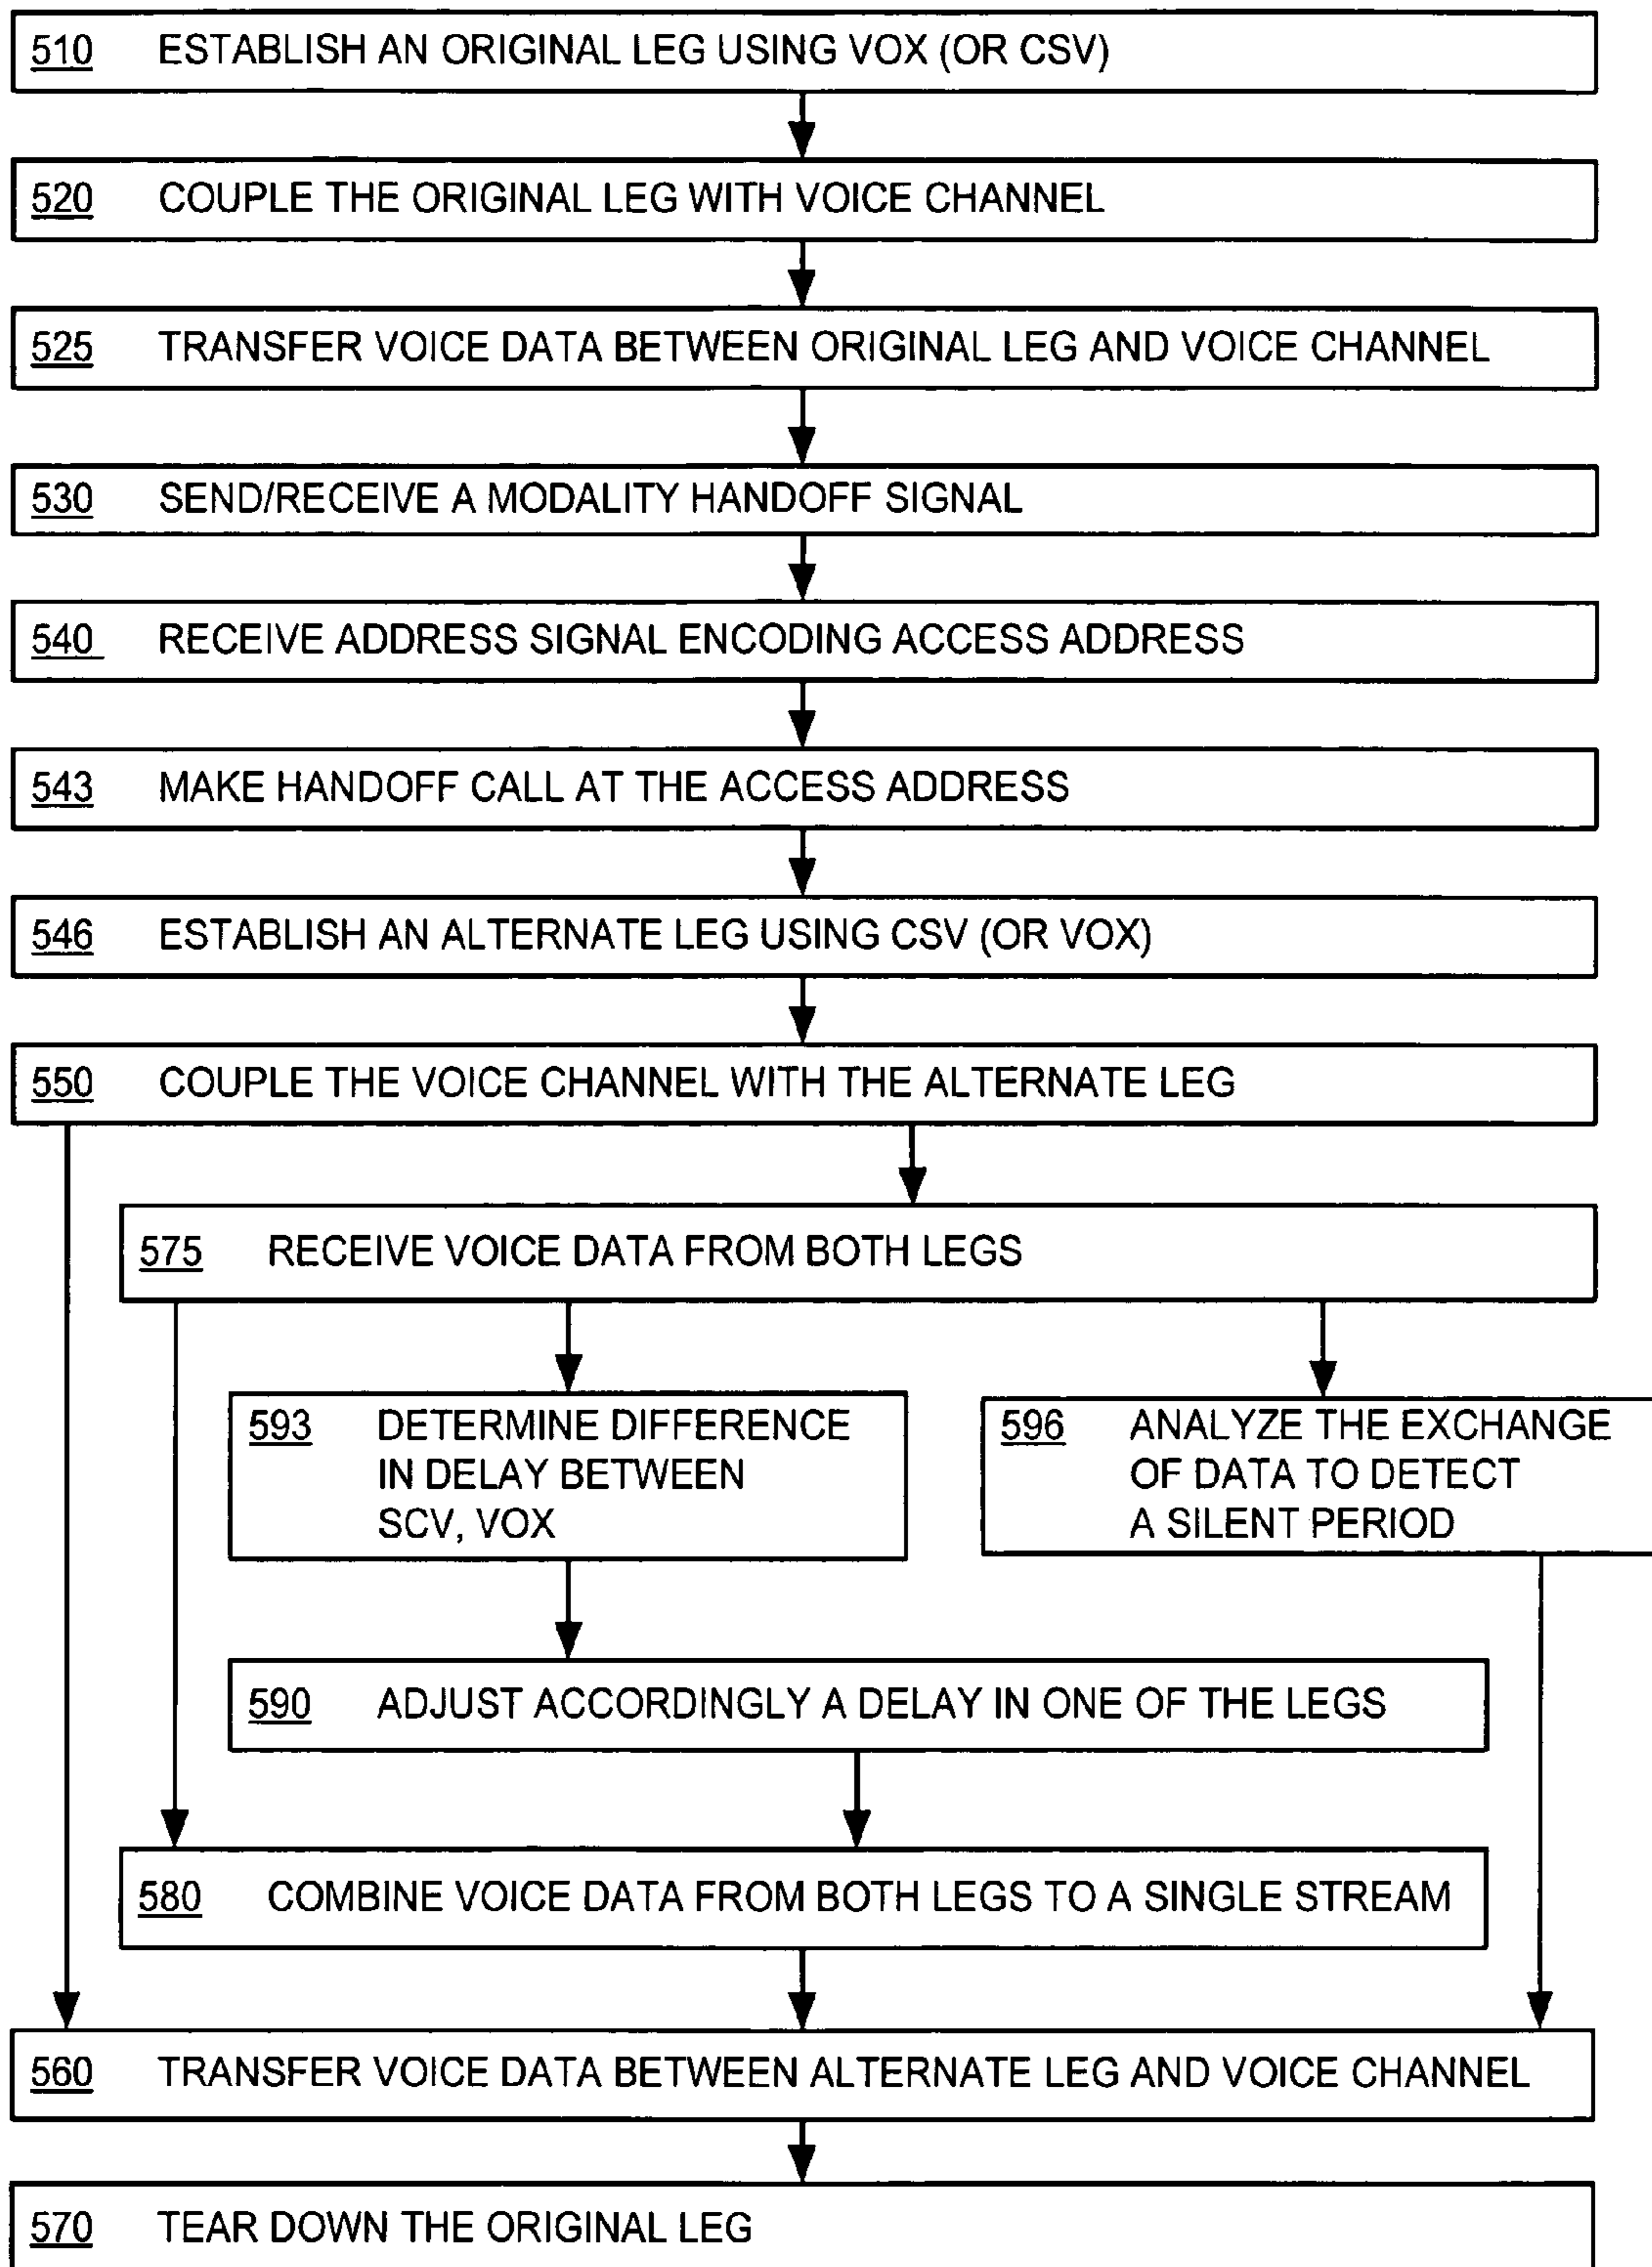 510 ESTABLISH AN ORIGINAL LEG USING VOX (OR CSV)
520 COUPLE THE ORIGINAL LEG WITH VOICE CHANNEL
525 TRANSFER VOICE DATA BETWEEN ORIGINAL LEG AND VOICE CHANNEL
530 SEND/RECEIVE A MODALITY HANDOFF SIGNAL
540 RECEIVE ADDRESS SIGNAL ENCODING ACCESS ADDRESS
543 MAKE HANDOFF CALL AT THE ACCESS ADDRESS
546 ESTABLISH AN ALTERNATE LEG USING CSV (OR VOX)
550 COUPLE THE VOICE CHANNEL WITH THE ALTERNATE LEG
575 RECEIVE VOICE DATA FROM BOTH LEGS
593 DETERMINE DIFFERENCE
IN DELAY BETWEEN
SCV, VOX
596 ANALYZE THE EXCHANGE
OF DATA TO DETECT
A SILENT PERIOD
590 ADJUST ACCORDINGLY A DELAY IN ONE OF THE LEGS
580 COMBINE VOICE DATA FROM BOTH LEGS TO A SINGLE STREAM
560 TRANSFER VOICE DATA BETWEEN ALTERNATE LEG AND VOICE CHANNEL
570 TEAR DOWN THE ORIGINAL LEG